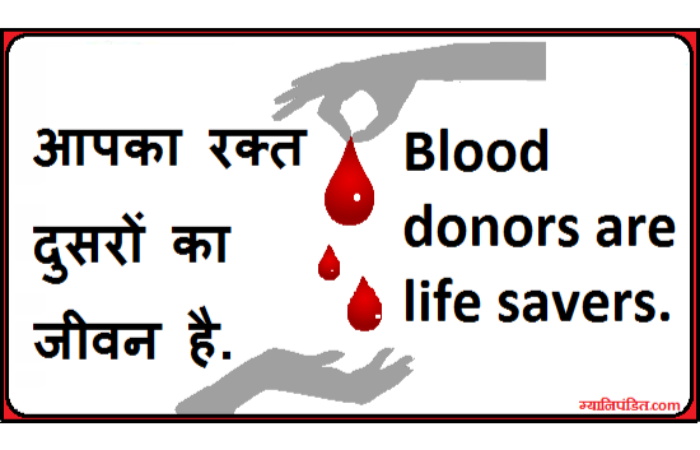 आपका रक्त
दुसरों का
जीवन है.
Blood
donors are
life savers.
ग्यानिपंडित.com